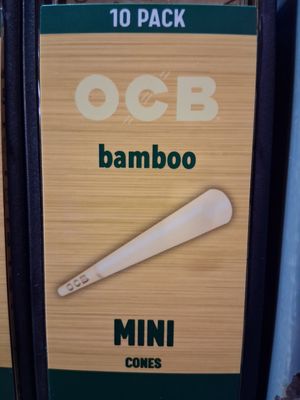 10 PACK
OCB
bamboo
OCB
MINI
CONES